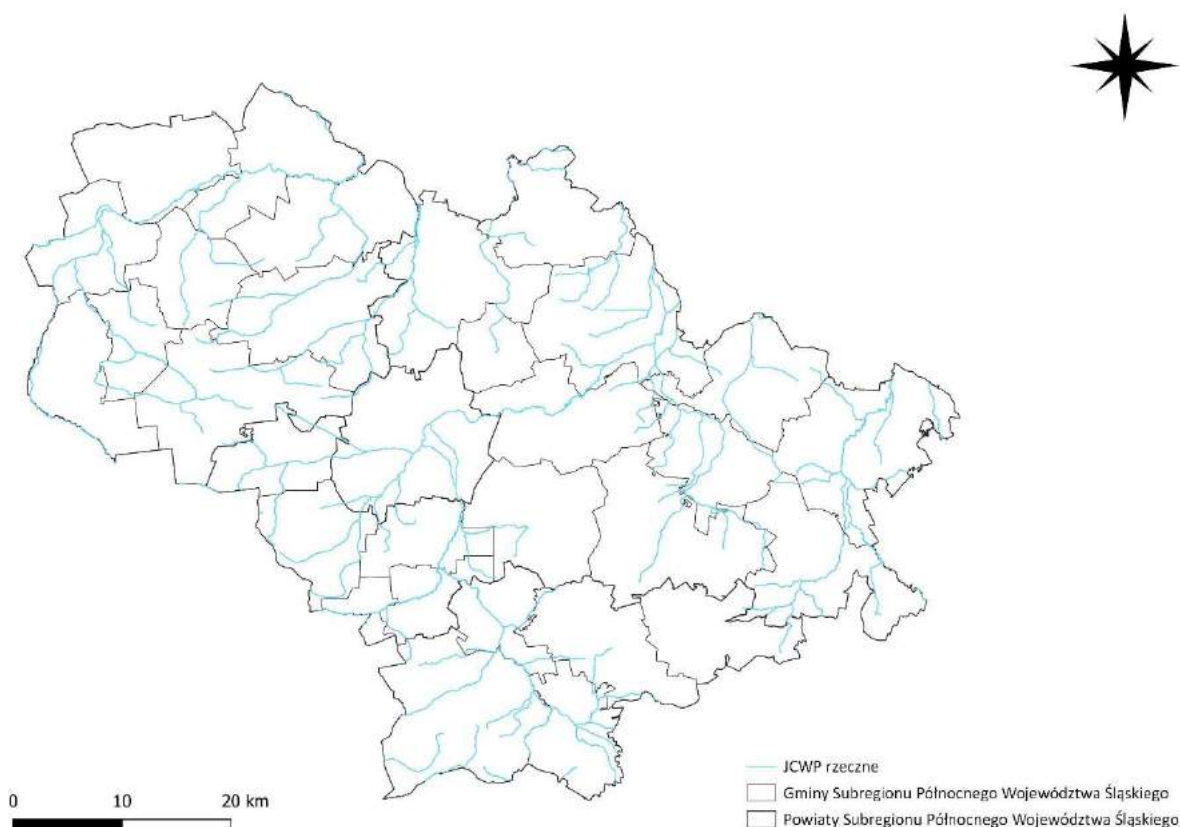 JCWP rzeczne
Gminy Subregionu Północnego Województwa Śląskiego
Powiaty Subregionu Północnego Województwa Śląskiego
0 10 20 km